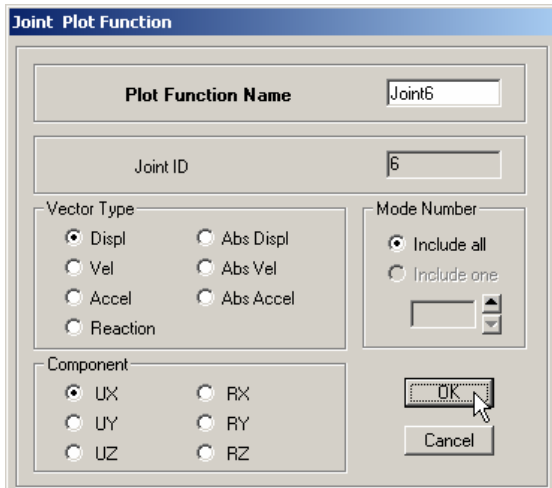 Joint Plot Function
Plot Function Name Joint6
Joint ID 6
Vector Type
Displ Abs Displ
Vel Abs Vel
Accel Abs Accel
Reaction
Mode Number
Include all
Include one
Component
UX RX
UY RY
UZ RZ
OK
Cancel